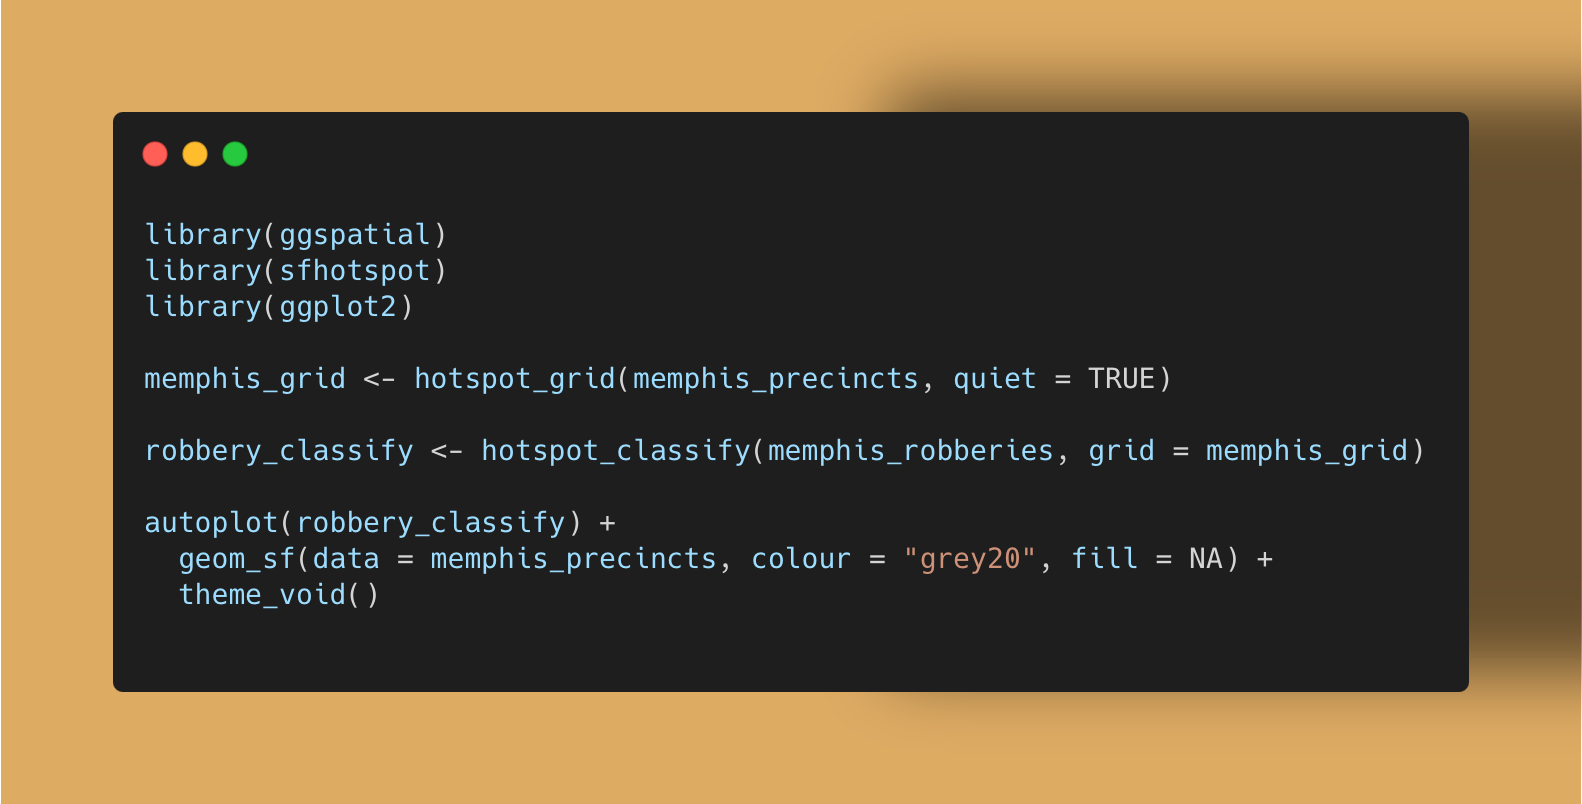 library(ggspatial)
library(sfhotspot)
library(ggplot2)
memphis_grid <- hotspot_grid(memphis_precincts, quiet = TRUE)
robbery_classify <- hotspot_classify(memphis_robberies, grid = memphis_grid)
autoplot(robbery_classify) +
  geom_sf(data = memphis_precincts, colour = "grey20", fill = NA) +
  theme_void()